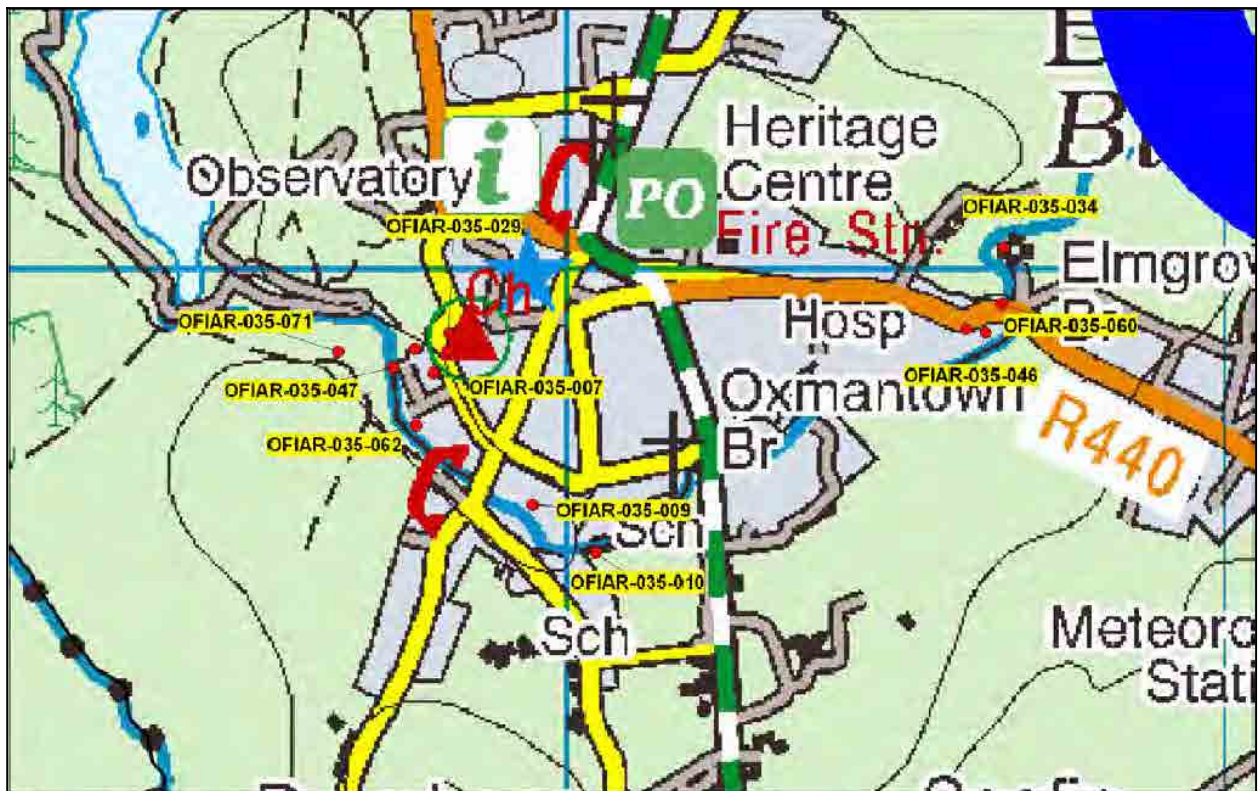 Heritage
Centre
Observatory
i
PO
OFIAR-035-034
OFIAR-035-029
Fire Stn.
Elmgro
Br
Ch
OFIAR-035-071
Hosp
OFIAR-035-060
OFIAR-035-047
OFIAR-035-007
OFIAR-035-046
Oxmantown
Br
R440
OFIAR-035-062
OFIAR-035-009
Sch
OFIAR-035-010
Sch
Meteoro
Stati